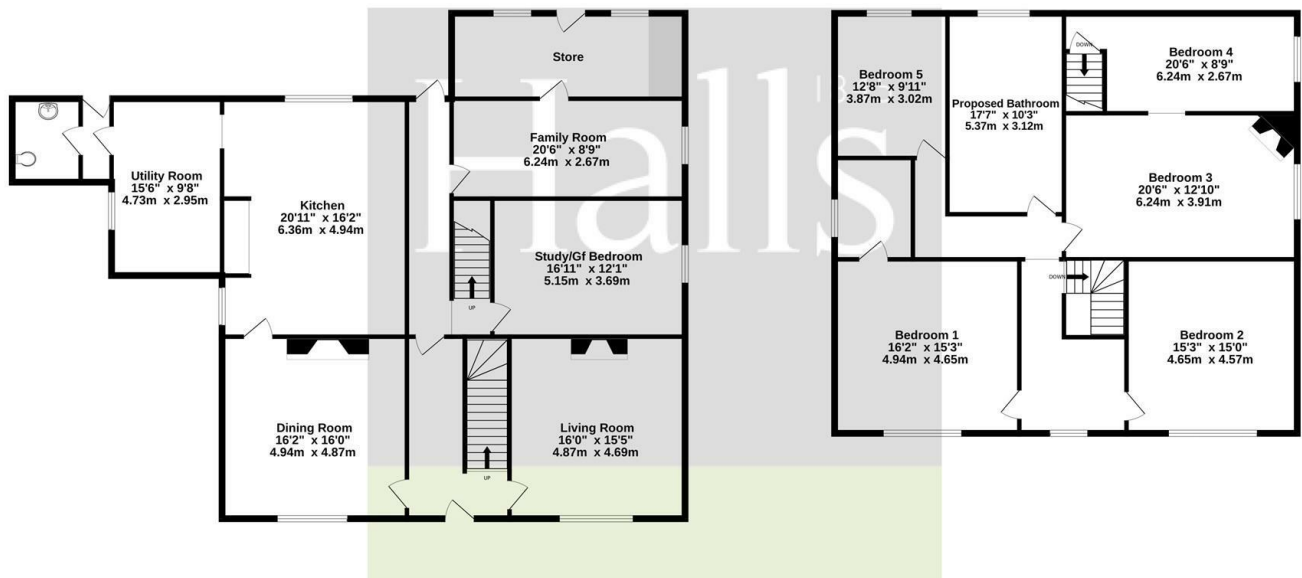 Store
Family Room
20'6" x 8'9"
6.24m x 2.67m
Utility Room
15'6" x 9'8"
4.73m x 2.95m
Kitchen
20'11" x 16'2"
6.36m x 4.94m
Study/Gf Bedroom
16'11" x 12'1"
5.15m x 3.69m
UP
Dining Room
16'2" x 16'0"
4.94m x 4.87m
Living Room
16'0" x 15'5"
4.87m x 4.69m
UP
Halls
Bedroom 5
12'8" x 9'11"
3.87m x 3.02m
Proposed Bathroom
17'7" x 10'3"
5.37m x 3.12m
DOWN
Bedroom 4
20'6" x 8'9"
6.24m x 2.67m
Bedroom 3
20'6" x 12'10"
6.24m x 3.91m
DOWN
Bedroom 1
16'2" x 15'3"
4.94m x 4.65m
Bedroom 2
15'3" x 15'0"
4.65m x 4.57m